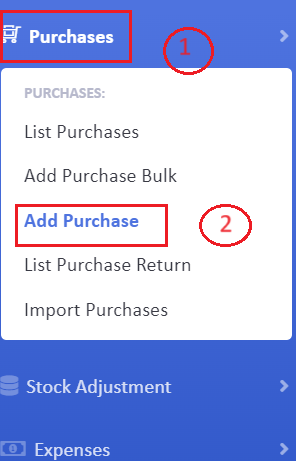 Purchases
1
PURCHASES:
List Purchases
Add Purchase Bulk
Add Purchase
2
List Purchase Return
Import Purchases
Stock Adjustment
Expenses